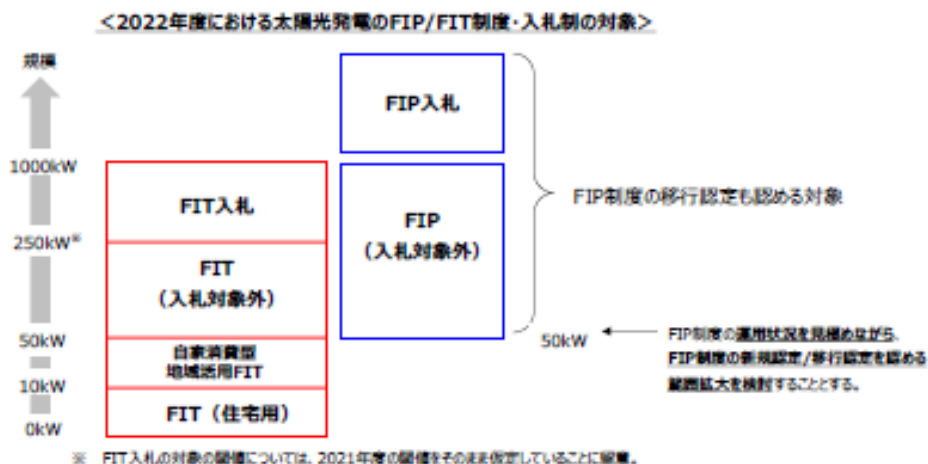 ＜2022年度における太陽光発電のFIP/FIT制度・入札制の対象＞
規模
1000kW
250kW※
50kW
10kW
0kW
FIT入札
FIT
（入札対象外）
自家消費型
地域活用FIT
FIT（住宅用）
FIP入札
FIP
（入札対象外）
FIP制度の移行認定も認める対象
50kW
FIP制度の運用状況を見極めながら、
FIP制度の新規認定/移行認定を認める
範囲拡大を検討することとする。
※ FIT入札の対象の閾値については、2021年度の閾値をそのまま仮定していることに留意。